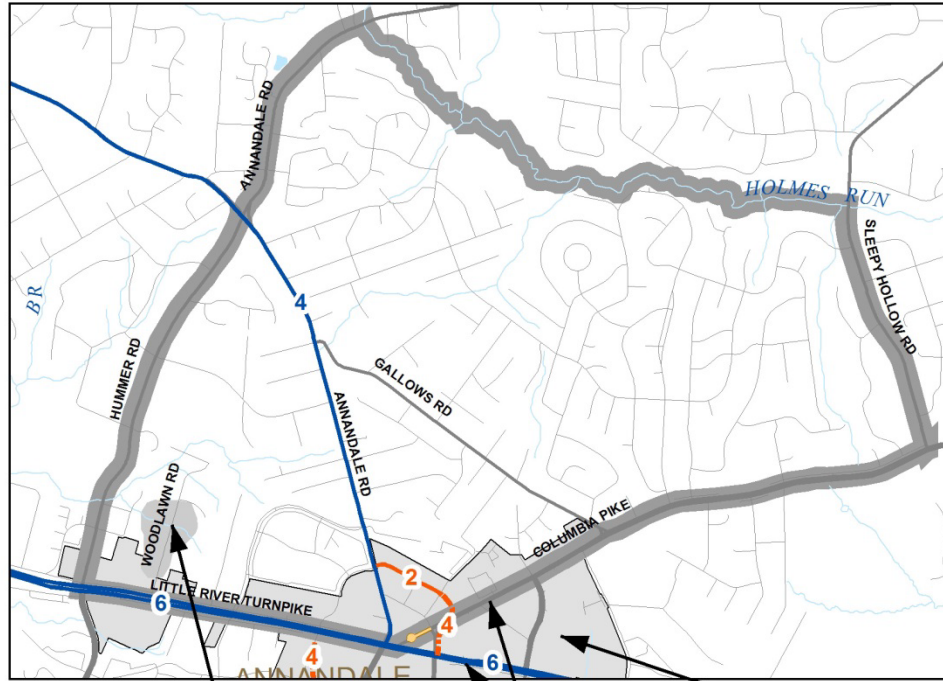 ANNANDALE RD
HOLMES RUN
SLEEPY HOLLOW RD
BR
4
HUMMER RD
GALLOWS RD
ANNANDALE RD
WOODLAWN RD
COLUMBIA PIKE
2
LITTLE RIVER TURNPIKE
6
4
4
6
ANNANDALE